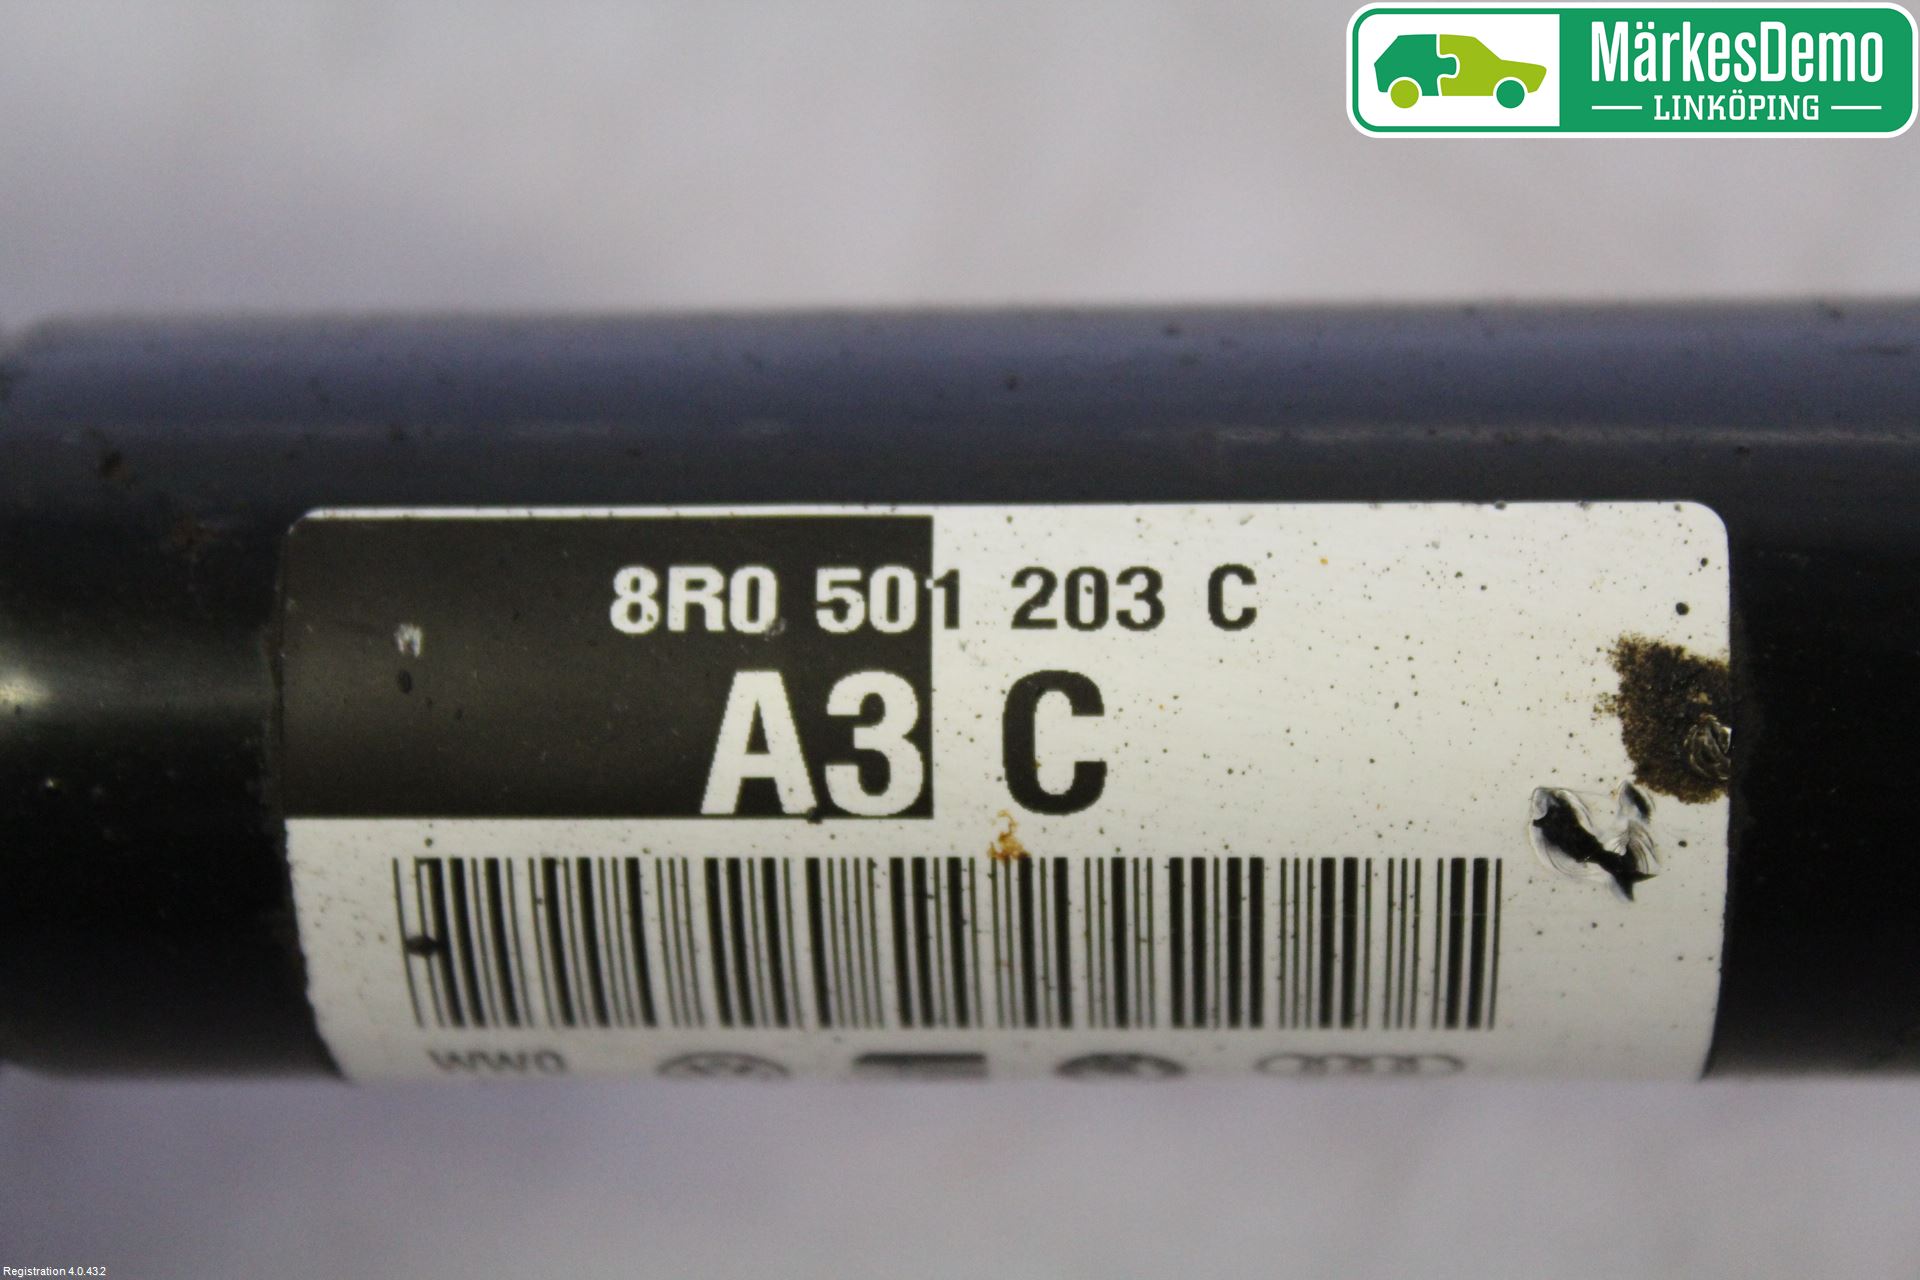 MärkesDemo
LINKÖPING
8R0 501 203 C
A3 C
Registration 4.0.43.2